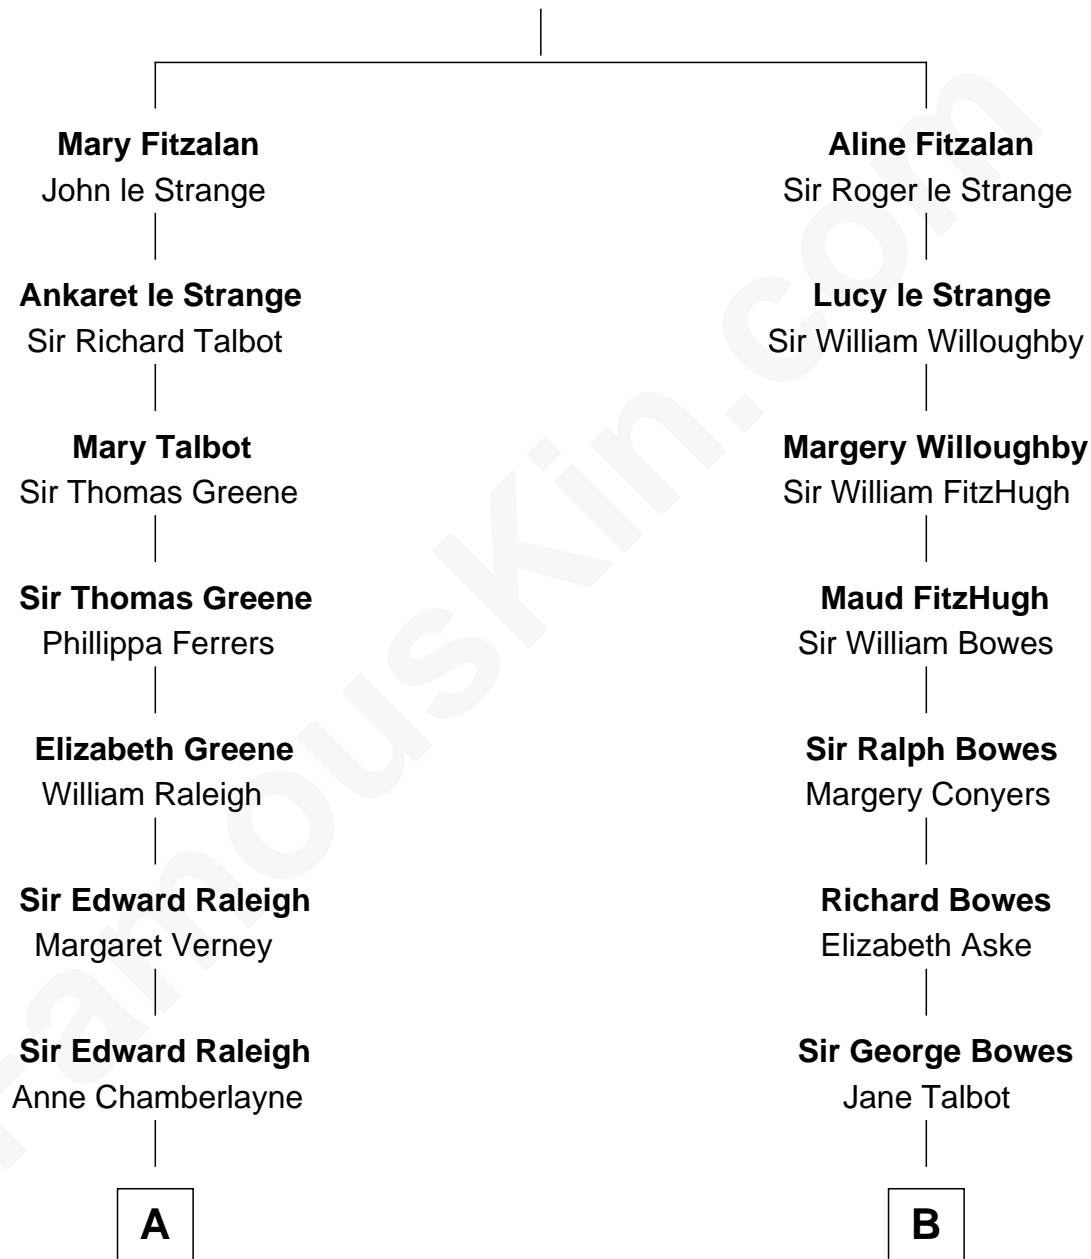 Mary Fitzalan
John le Strange
Aline Fitzalan
Sir Roger le Strange
Ankaret le Strange
Sir Richard Talbot
Lucy le Strange
Sir William Willoughby
Mary Talbot
Sir Thomas Greene
Margery Willoughby
Sir William FitzHugh
Sir Thomas Greene
Phillippa Ferrers
Maud FitzHugh
Sir William Bowes
Elizabeth Greene
William Raleigh
Sir Ralph Bowes
Margery Conyers
Sir Edward Raleigh
Margaret Verney
Richard Bowes
Elizabeth Aske
Sir Edward Raleigh
Anne Chamberlayne
Sir George Bowes
Jane Talbot
A
B
FamousKin.com